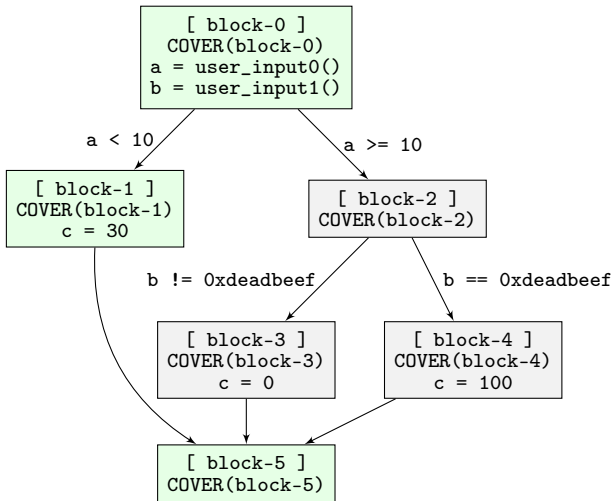 [ block-0 ]
COVER(block-0)
a = user_input0()
b = user_input1()
a < 10
a >= 10
[ block-1 ]
COVER(block-1)
c = 30
[ block-2 ]
COVER(block-2)
b != 0xdeadbeef
b == 0xdeadbeef
[ block-3 ]
COVER(block-3)
c = 0
[ block-4 ]
COVER(block-4)
c = 100
[ block-5 ]
COVER(block-5)